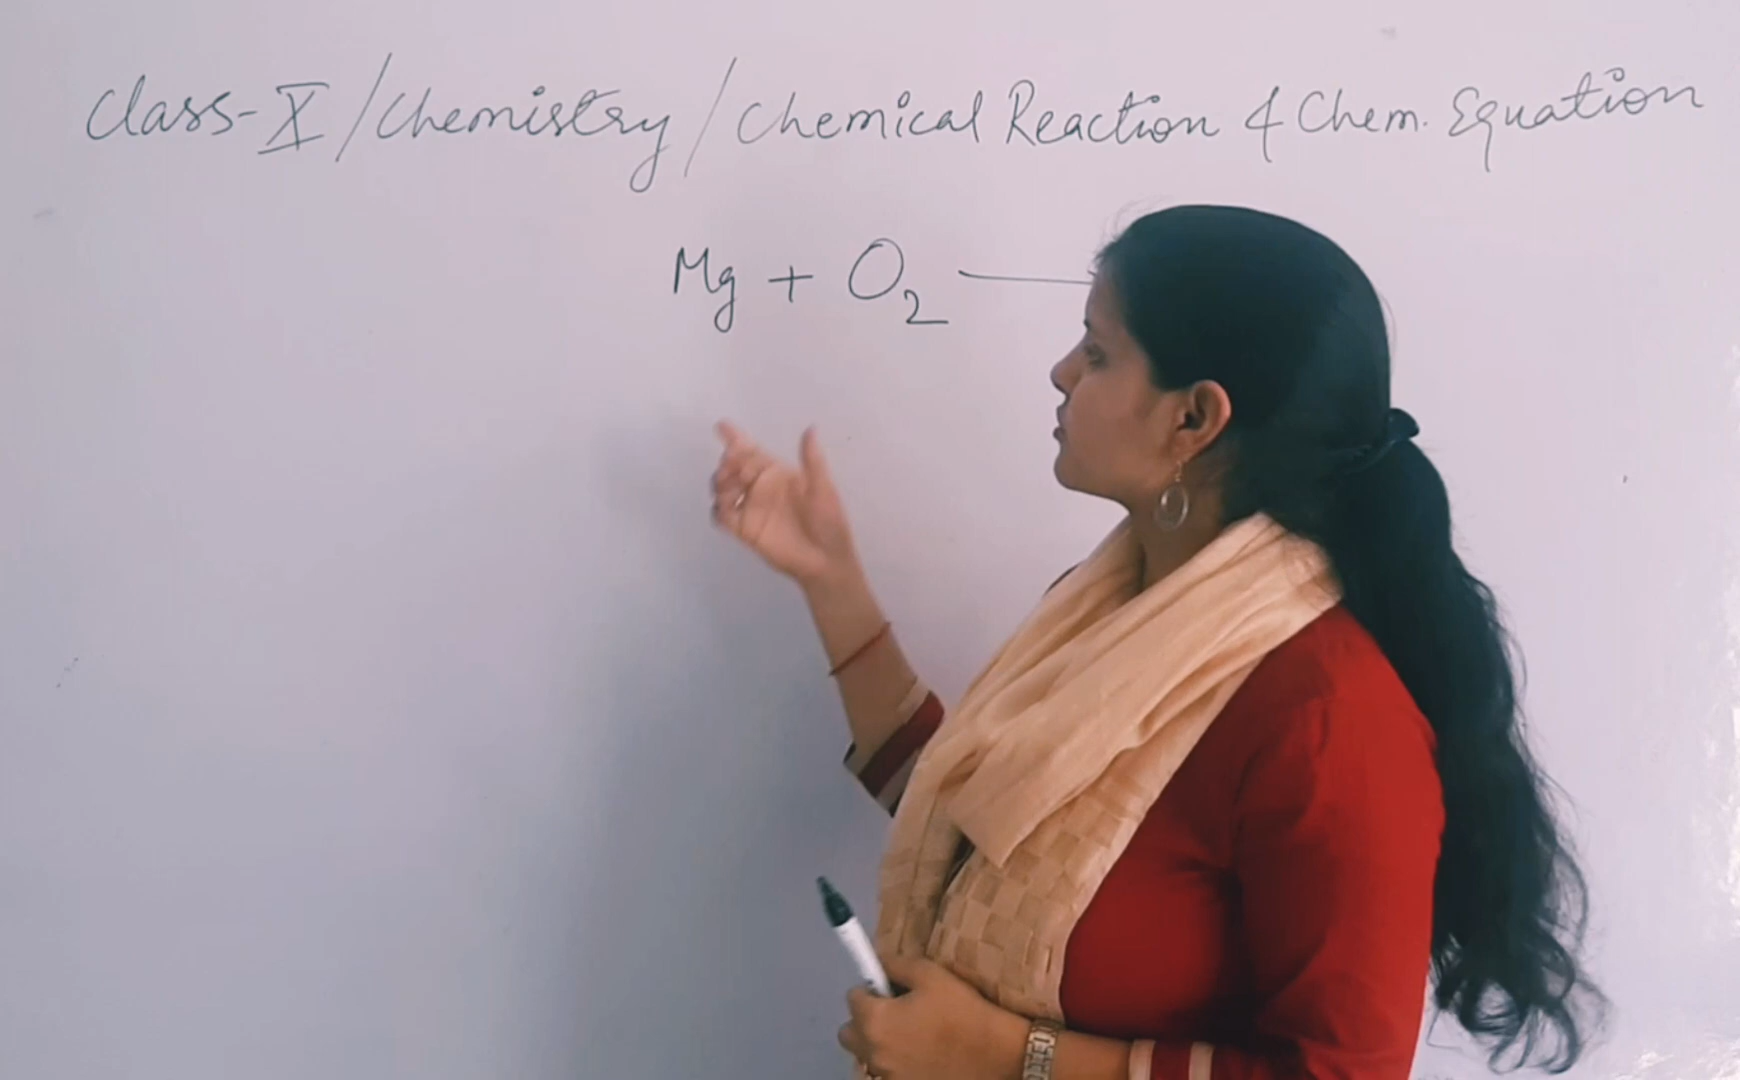 Class-X/Chemistry/Chemical Reaction & Chem. Equation
Mg + O₂ —